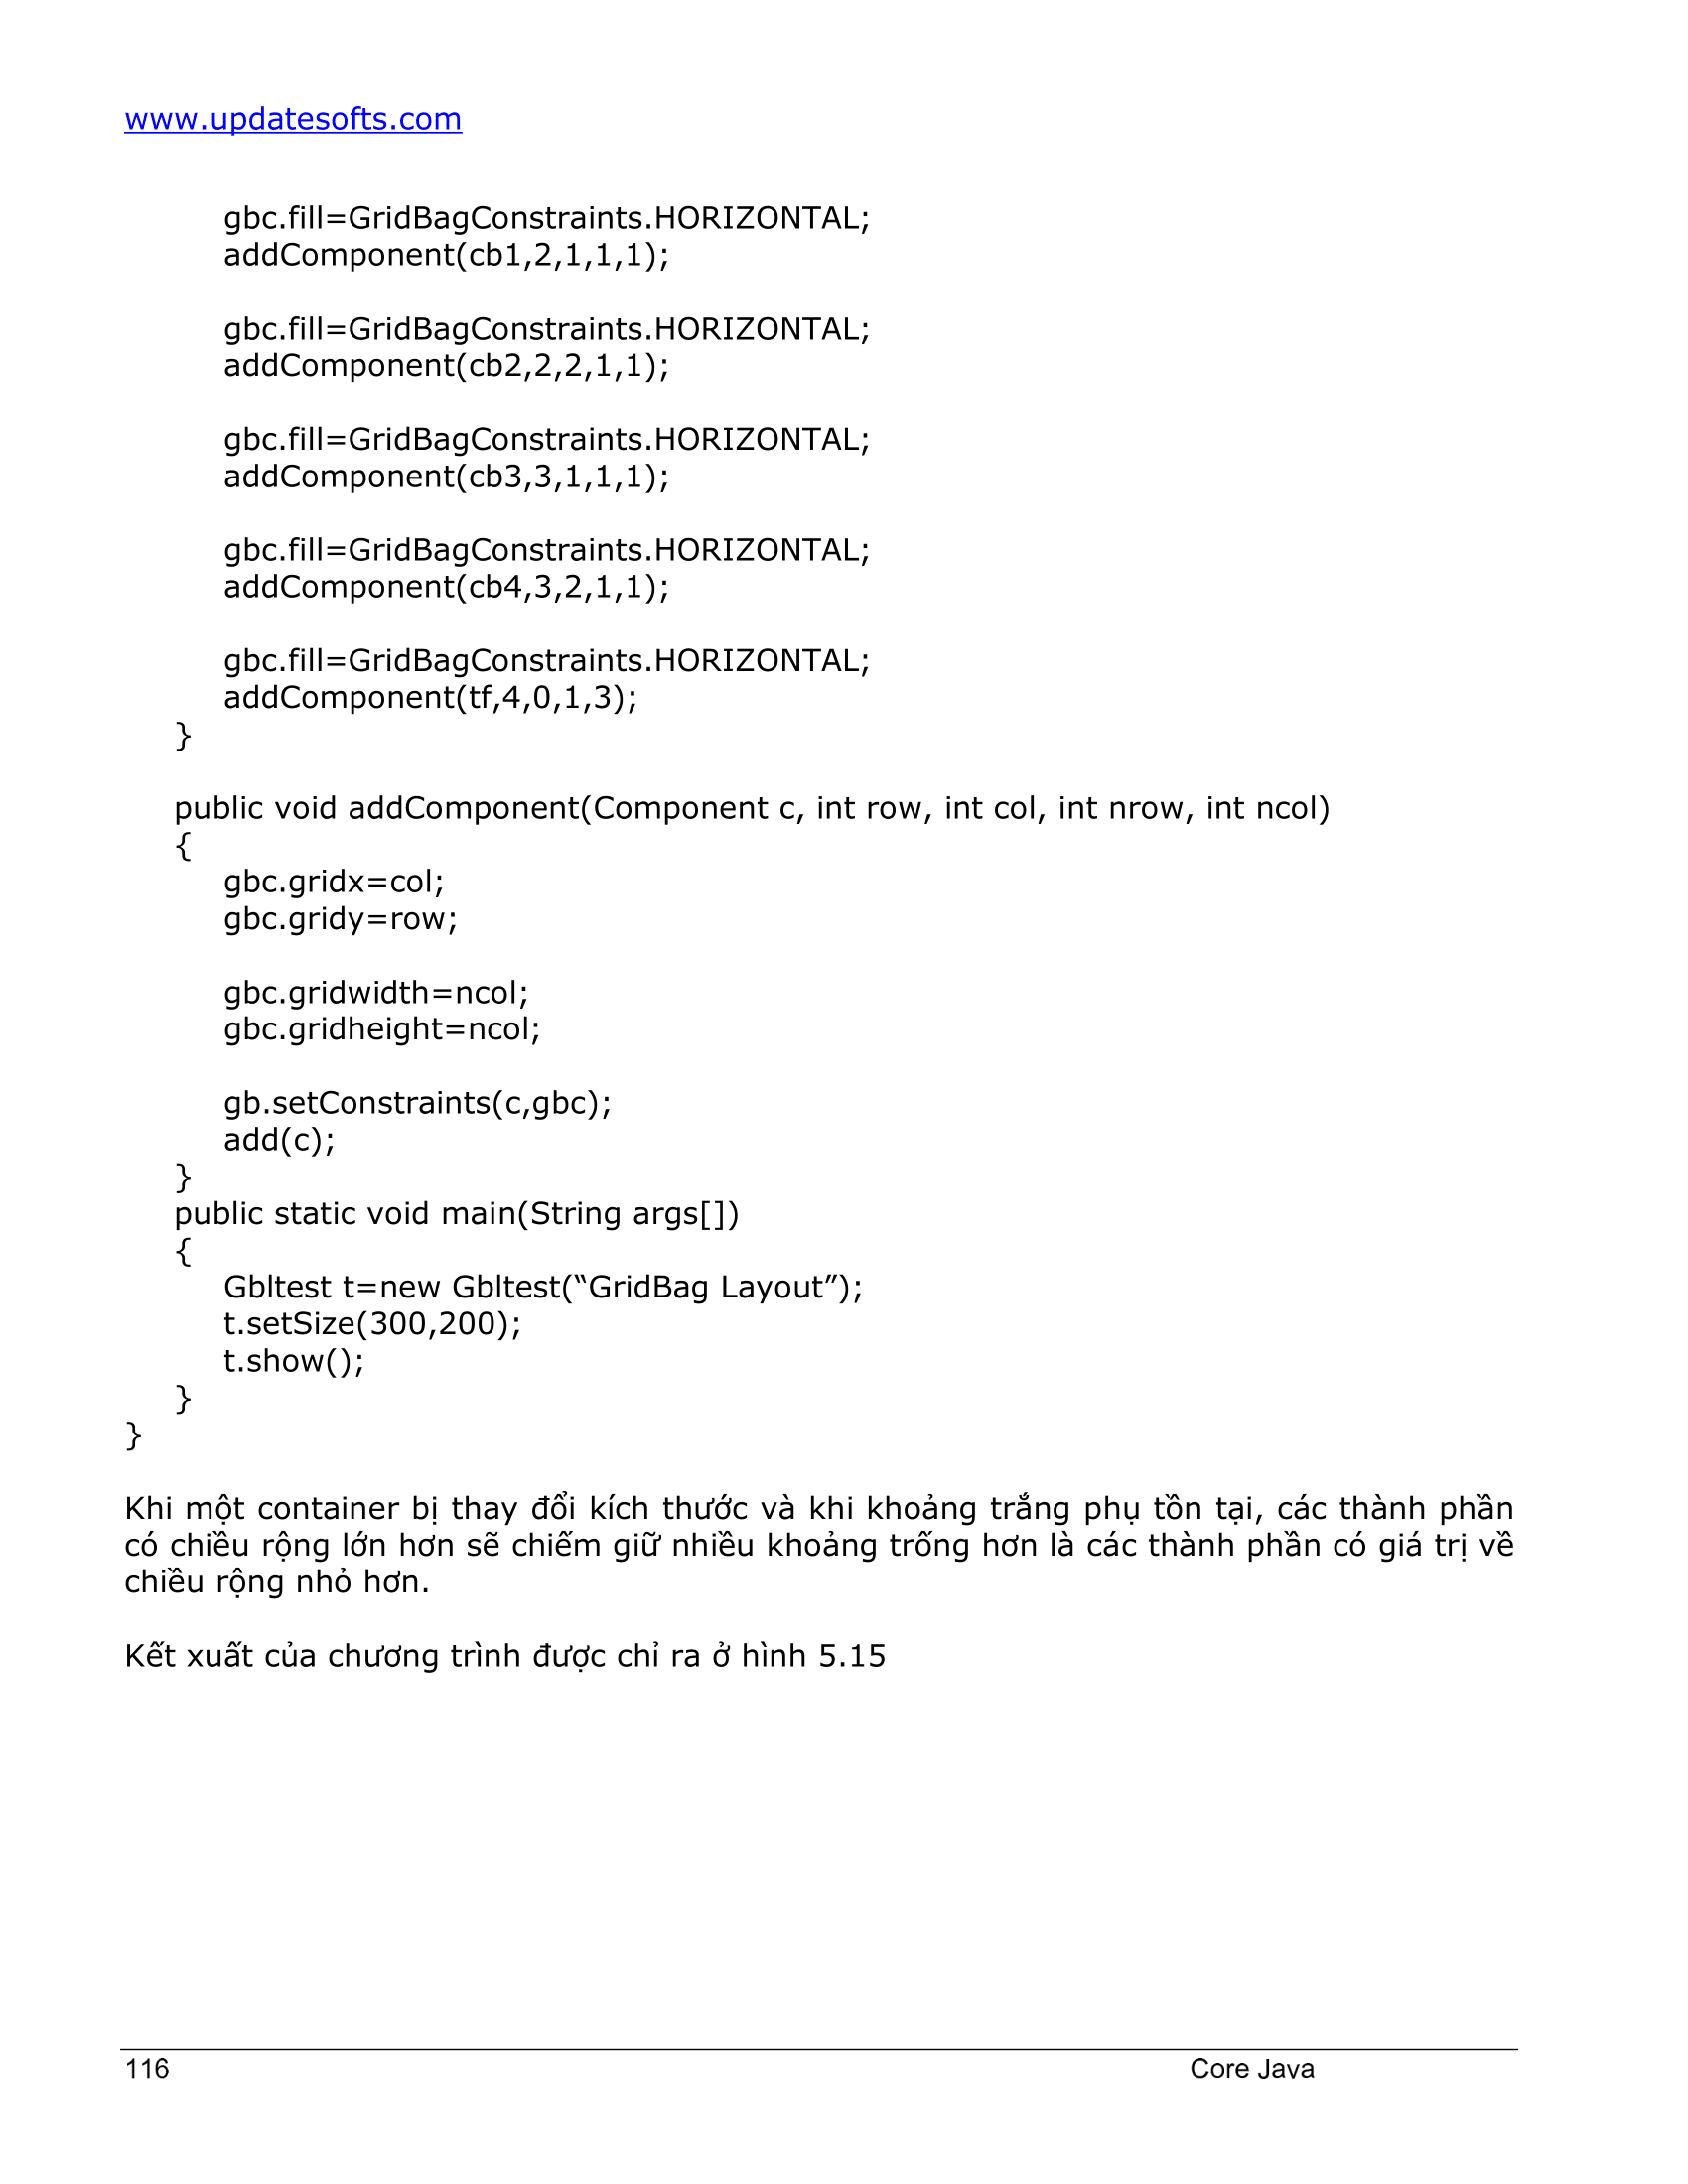 www.updatesofts.com
gbc.fill=GridBagConstraints.HORIZONTAL;
addComponent(cb1,2,1,1,1);
gbc.fill=GridBagConstraints.HORIZONTAL;
addComponent(cb2,2,2,1,1);
gbc.fill=GridBagConstraints.HORIZONTAL;
addComponent(cb3,3,1,1,1);
gbc.fill=GridBagConstraints.HORIZONTAL;
addComponent(cb4,3,2,1,1);
gbc.fill=GridBagConstraints.HORIZONTAL;
addComponent(tf,4,0,1,3);
}
public void addComponent(Component c, int row, int col, int nrow, int ncol)
{
gbc.gridx=col;
gbc.gridy=row;
gbc.gridwidth=ncol;
gbc.gridheight=ncol;
gb.setConstraints(c,gbc);
add(c);
}
public static void main(String args[])
{
Gbltest t=new Gbltest(“GridBag Layout”);
t.setSize(300,200);
t.show();
}
}
Khi một container bị thay đổi kích thước và khi khoảng trắng phụ tồn tại, các thành phần
có chiều rộng lớn hơn sẽ chiếm giữ nhiều khoảng trống hơn là các thành phần có giá trị về
chiều rộng nhỏ hơn.
Kết xuất của chương trình được chỉ ra ở hình 5.15
116 Core Java